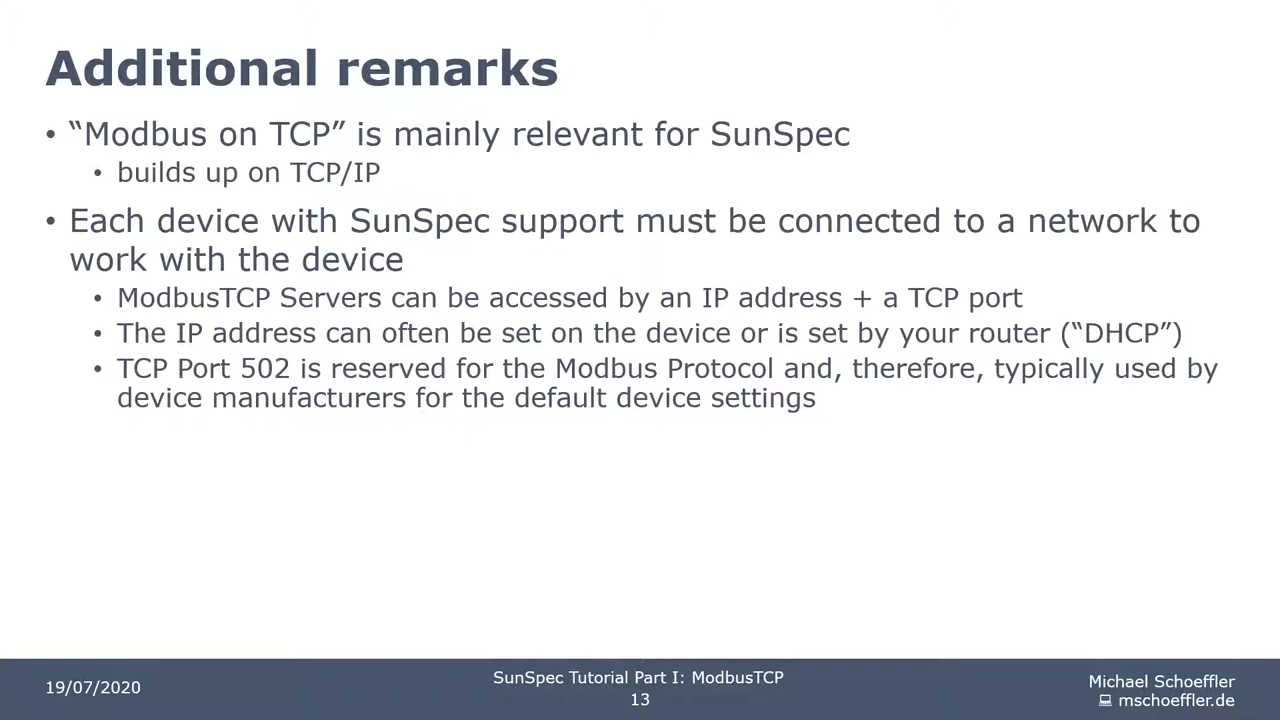 Additional remarks
• “Modbus on TCP” is mainly relevant for SunSpec
• builds up on TCP/IP
• Each device with SunSpec support must be connected to a network to
work with the device
• ModbusTCP Servers can be accessed by an IP address + a TCP port
• The IP address can often be set on the device or is set by your router (“DHCP”)
• TCP Port 502 is reserved for the Modbus Protocol and, therefore, typically used by
device manufacturers for the default device settings
19/07/2020
SunSpec Tutorial Part I: ModbusTCP
13
Michael Schoeffler
💻 mschoeffler.de